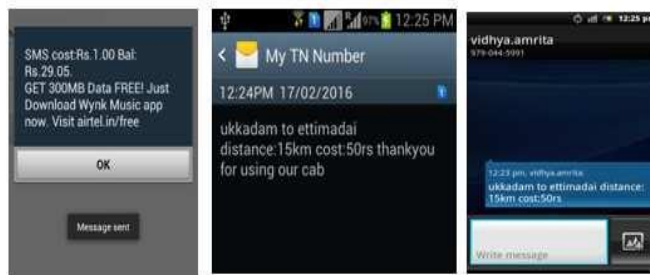 SMS cost:Rs.1.00 Bal:
Rs.29.05.
GET 300MB Data FREE! Just
Download Wynk Music app
now. Visit airtel.in/free
OK
Message sent
97% 12:25 PM
< My TN Number
12:24PM 17/02/2016
ukkadam to ettimadai
distance:15km cost:50rs thankyou
for using our cab
12:25 pm
vidhya.amrita
979-044-5991
12:23 pm, vidhya.amrita
ukkadam to ettimadai distance:
15km cost:50rs
Write message